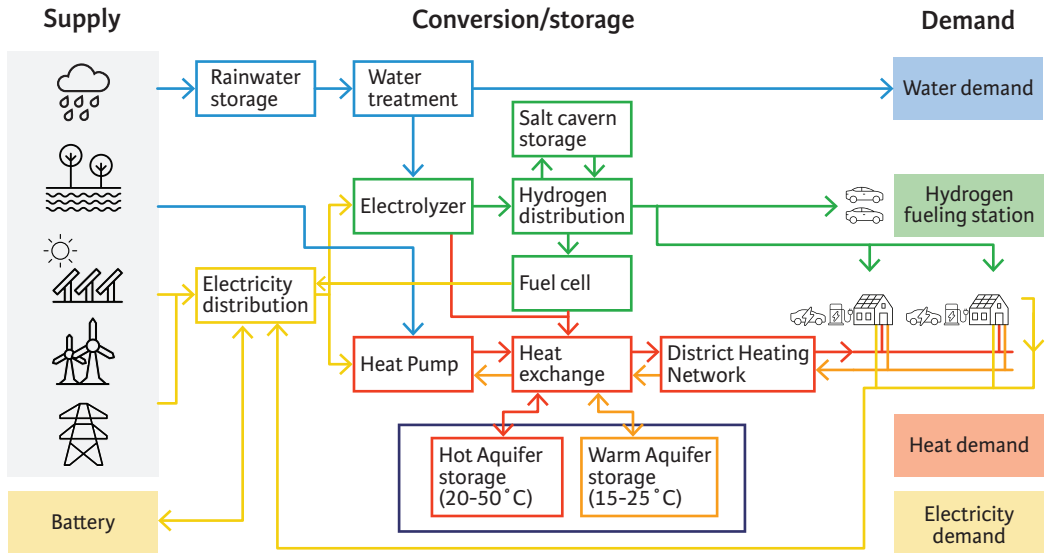 Supply
Conversion/storage
Demand
Rainwater
storage
Water
treatment
Water demand
Salt cavern
storage
Electrolyzer
Hydrogen
distribution
Hydrogen
fueling station
Electricity
distribution
Fuel cell
Heat Pump
Heat
exchange
District Heating
Network
Hot Aquifer
storage
(20-50˚C)
Warm Aquifer
storage
(15-25˚C)
Heat demand
Battery
Electricity
demand